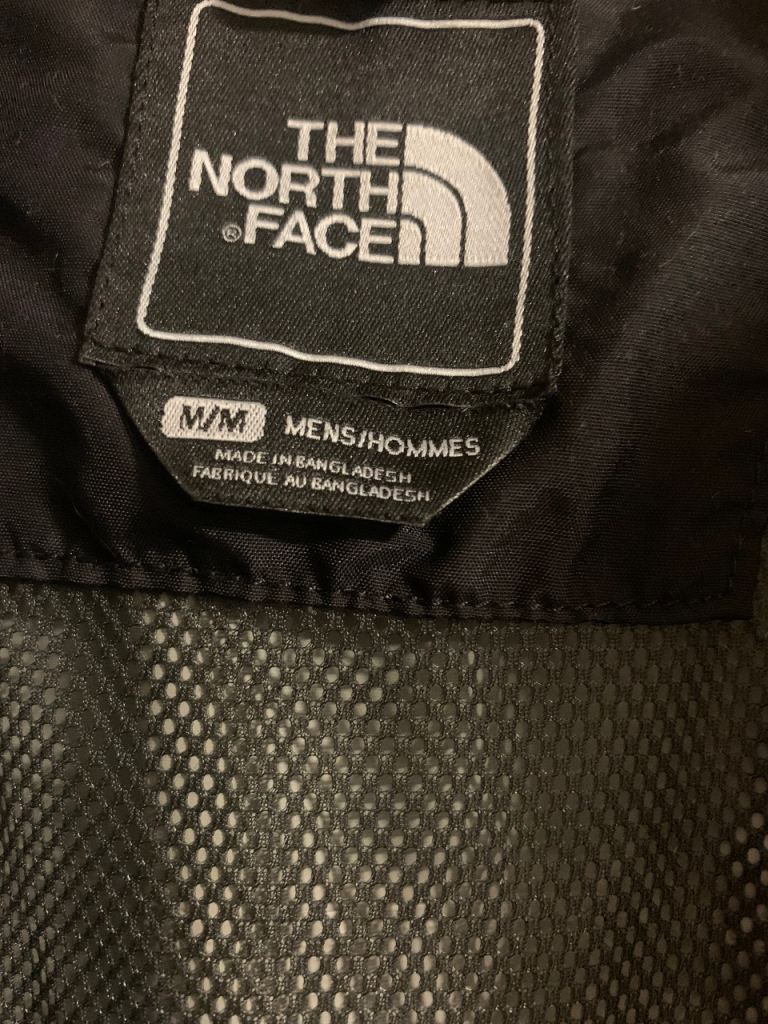 THE
NORTH
®FACE
M/M MENS/HOMMES
MADE IN BANGLADESH
FABRIQUE AU BANGLADESH